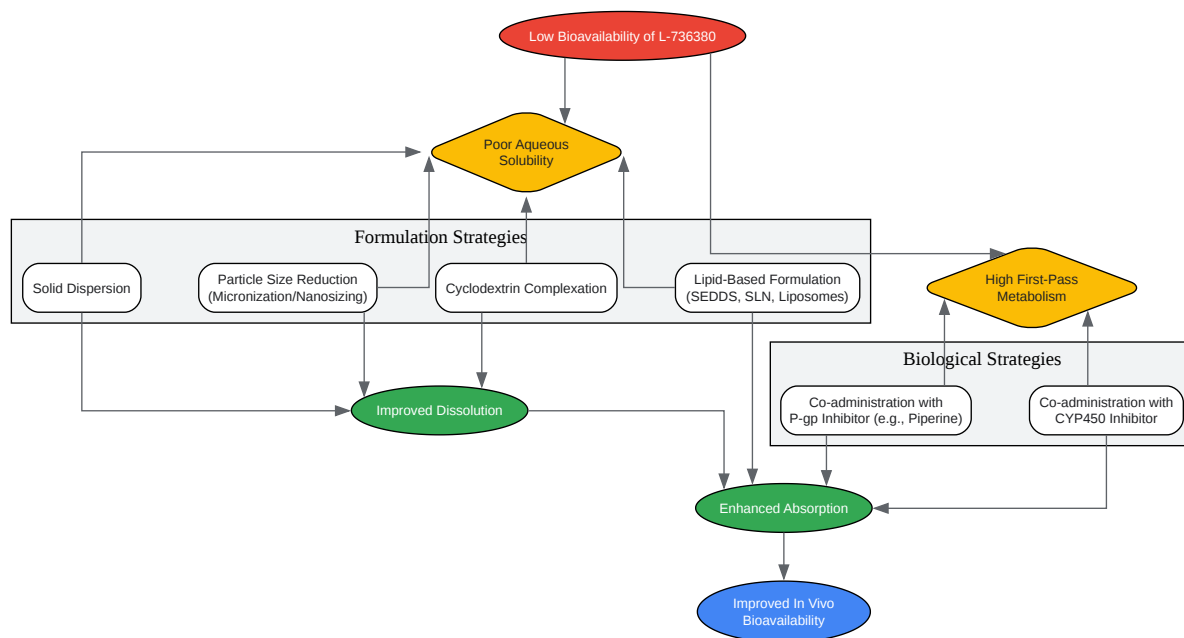 Low Bioavailability of L-736380
Poor Aqueous
Solubility
Formulation Strategies
Solid Dispersion
Particle Size Reduction
(Micronization/Nanosizing)
Cyclodextrin Complexation
Lipid-Based Formulation
(SEDDS, SLN, Liposomes)
High First-Pass
Metabolism
Biological Strategies
Co-administration with
P-gp Inhibitor (e.g., Piperine)
Co-administration with
CYP450 Inhibitor
Improved Dissolution
Enhanced Absorption
Improved In Vivo
Bioavailability